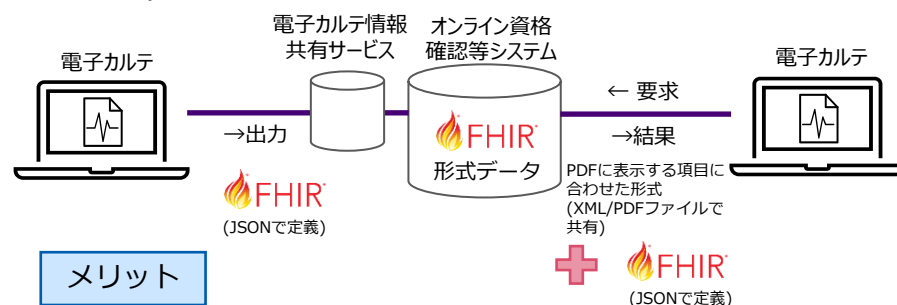 電子カルテ情報
共有サービス
オンライン資格
確認等システム
電子カルテ
電子カルテ
← 要求
→出力
→結果
FHIR
形式データ
PDFに表示する項目に
合わせた形式
(XML/PDFファイルで
共有)
FHIR
(JSONで定義)
FHIR
(JSONで定義)
メリット